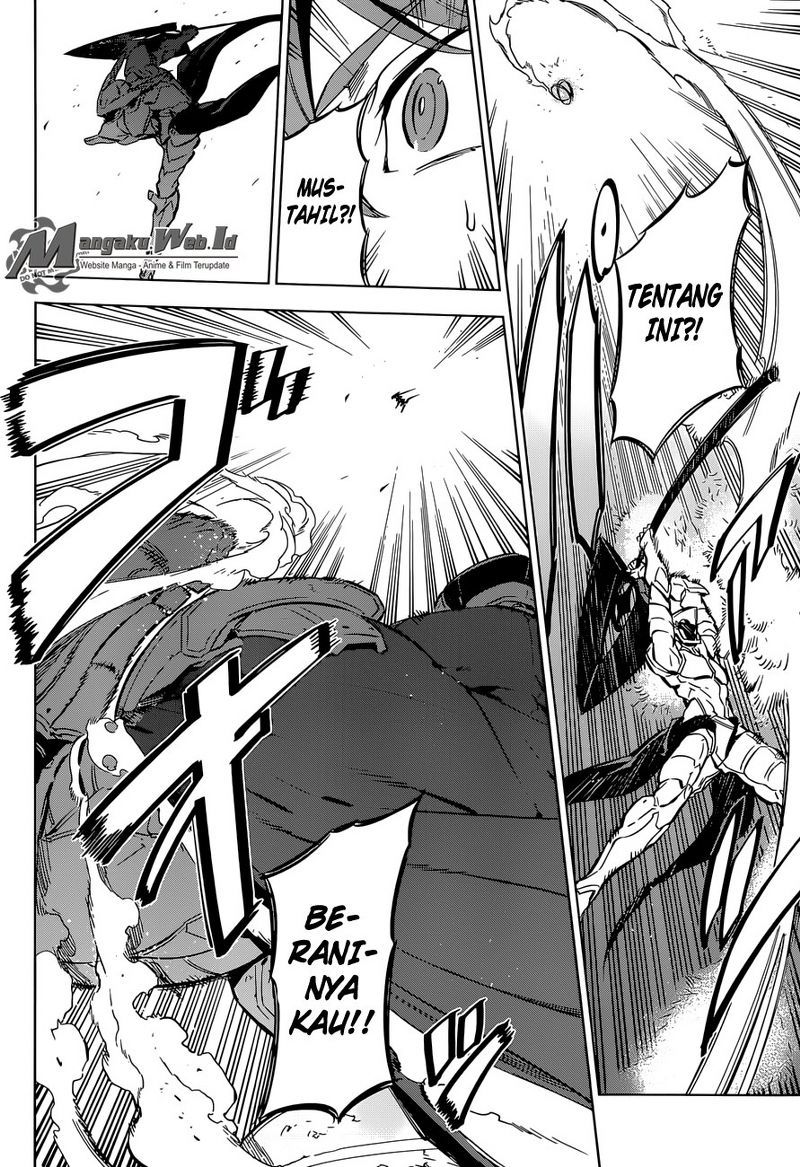 TENTANG
INI?!
MUS-
TAHIL?!
MangakuWeb.Id
Website Manga - Anime & Film Terupdate
BE-
RANI-
NYA
KAU!!